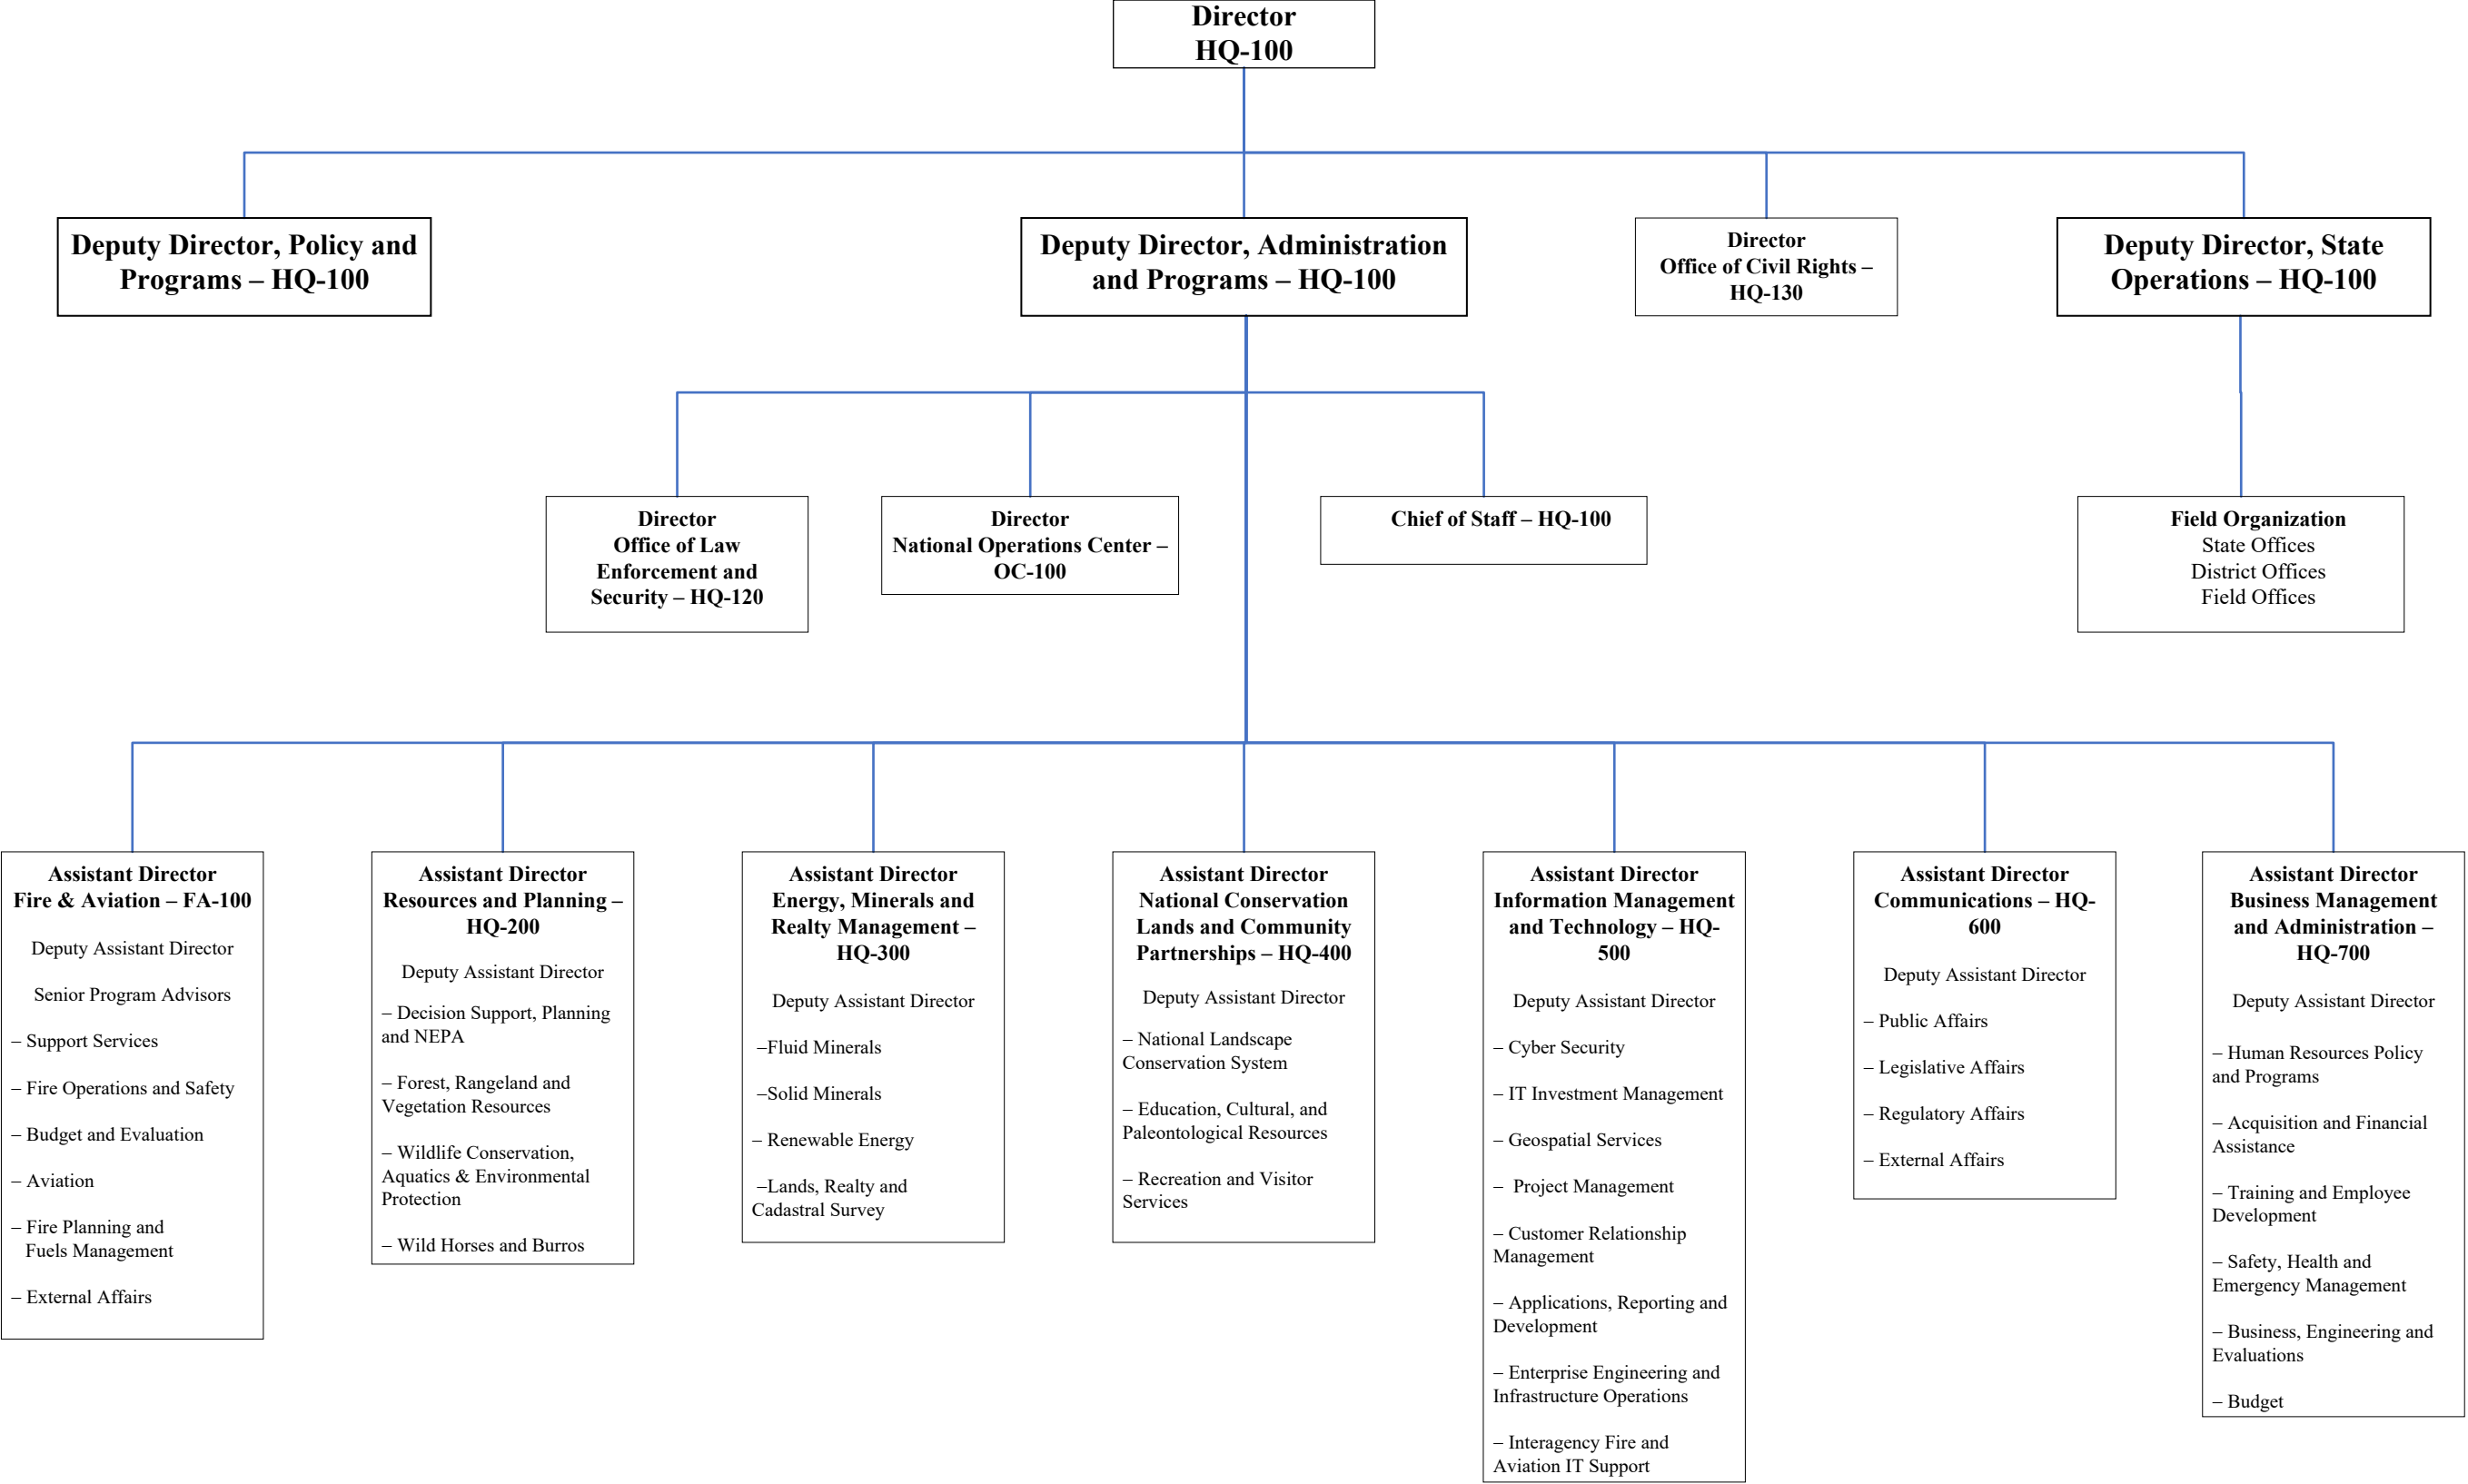 Director
HQ-100
Deputy Director, Policy and
Programs – HQ-100
Deputy Director, Administration
and Programs – HQ-100
Director
Office of Civil Rights –
HQ-130
Deputy Director, State
Operations – HQ-100
Director
Office of Law
Enforcement and
Security – HQ-120
Director
National Operations Center –
OC-100
Chief of Staff – HQ-100
Field Organization
State Offices
District Offices
Field Offices
Assistant Director
Fire & Aviation – FA-100
Deputy Assistant Director
Senior Program Advisors
– Support Services
– Fire Operations and Safety
– Budget and Evaluation
– Aviation
– Fire Planning and
Fuels Management
– External Affairs
Assistant Director
Resources and Planning –
HQ-200
Deputy Assistant Director
– Decision Support, Planning
and NEPA
– Forest, Rangeland and
Vegetation Resources
– Wildlife Conservation,
Aquatics & Environmental
Protection
– Wild Horses and Burros
Assistant Director
Energy, Minerals and
Realty Management –
HQ-300
Deputy Assistant Director
–Fluid Minerals
–Solid Minerals
– Renewable Energy
–Lands, Realty and
Cadastral Survey
Assistant Director
National Conservation
Lands and Community
Partnerships – HQ-400
Deputy Assistant Director
– National Landscape
Conservation System
– Education, Cultural, and
Paleontological Resources
– Recreation and Visitor
Services
Assistant Director
Information Management
and Technology – HQ-
500
Deputy Assistant Director
– Cyber Security
– IT Investment Management
– Geospatial Services
– Project Management
– Customer Relationship
Management
– Applications, Reporting and
Development
– Enterprise Engineering and
Infrastructure Operations
– Interagency Fire and
Aviation IT Support
Assistant Director
Communications – HQ-
600
Deputy Assistant Director
– Public Affairs
– Legislative Affairs
– Regulatory Affairs
– External Affairs
Assistant Director
Business Management
and Administration –
HQ-700
Deputy Assistant Director
– Human Resources Policy
and Programs
– Acquisition and Financial
Assistance
– Training and Employee
Development
– Safety, Health and
Emergency Management
– Business, Engineering and
Evaluations
– Budget